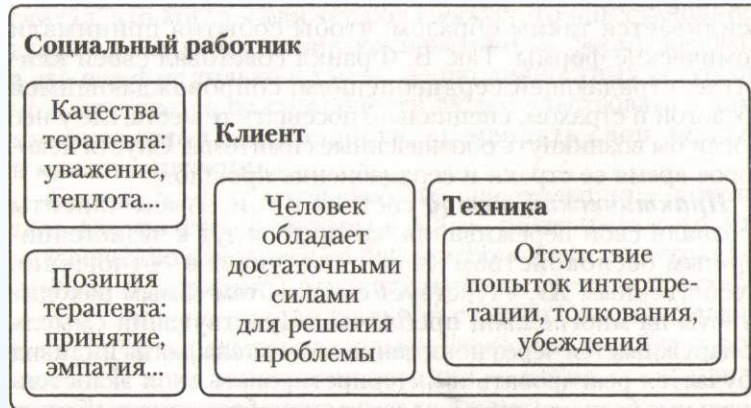 Социальный работник
Качества
терапевта:
уважение,
теплота...
Позиция
терапевта:
принятие,
эмпатия...
Клиент
Человек
обладает
достаточными
силами
для решения
проблемы
Техника
Отсутствие
попыток интерпре-
тации, толкования,
убеждения